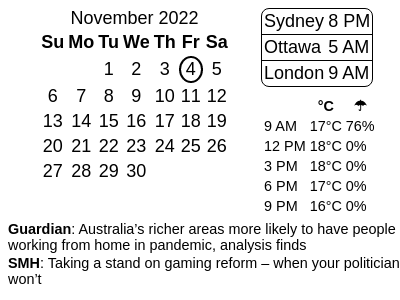 November 2022
Su Mo Tu We Th Fr Sa
1 2 3 4 5
6 7 8 9 10 11 12
13 14 15 16 17 18 19
20 21 22 23 24 25 26
27 28 29 30
Sydney 8 PM
Ottawa 5 AM
London 9 AM
°C ☂
9 AM 17°C 76%
12 PM 18°C 0%
3 PM 18°C 0%
6 PM 17°C 0%
9 PM 16°C 0%
Guardian: Australia’s richer areas more likely to have people
working from home in pandemic, analysis finds
SMH: Taking a stand on gaming reform – when your politician
won’t